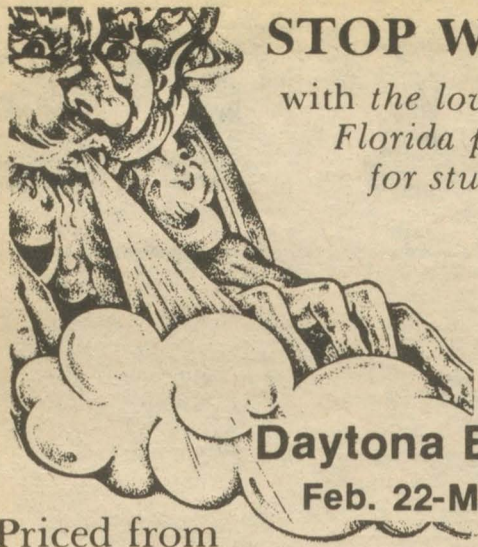 STOP W
with the lov
Florida p
for stu
Daytona B
Feb. 22-M
Priced from